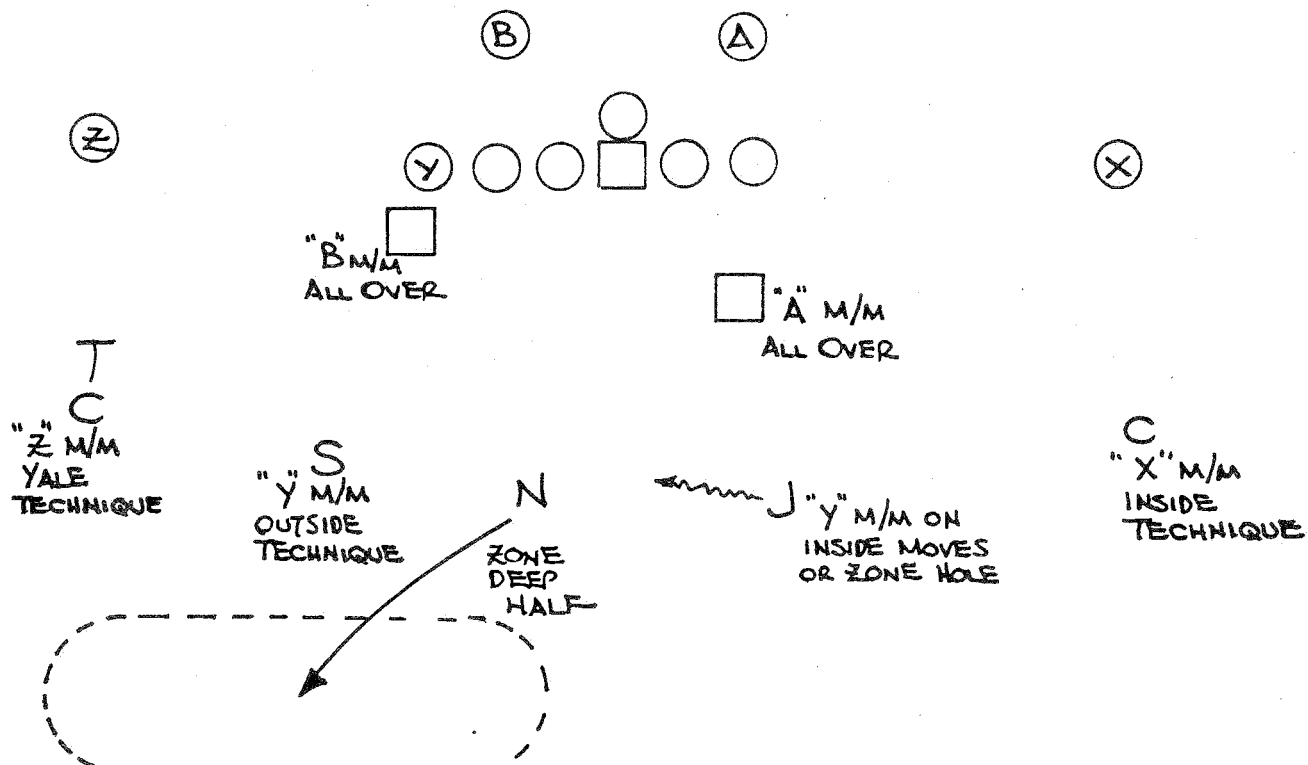 B
A
Z
Y
X
"B" M/M
ALL OVER
"A" M/M
ALL OVER
C
"Z" M/M
YALE
TECHNIQUE
S
"Y" M/M
OUTSIDE
TECHNIQUE
N
ZONE
DEEP
HALF
J "Y" M/M ON
INSIDE MOVES
OR ZONE HOLE
C
"X" M/M
INSIDE
TECHNIQUE